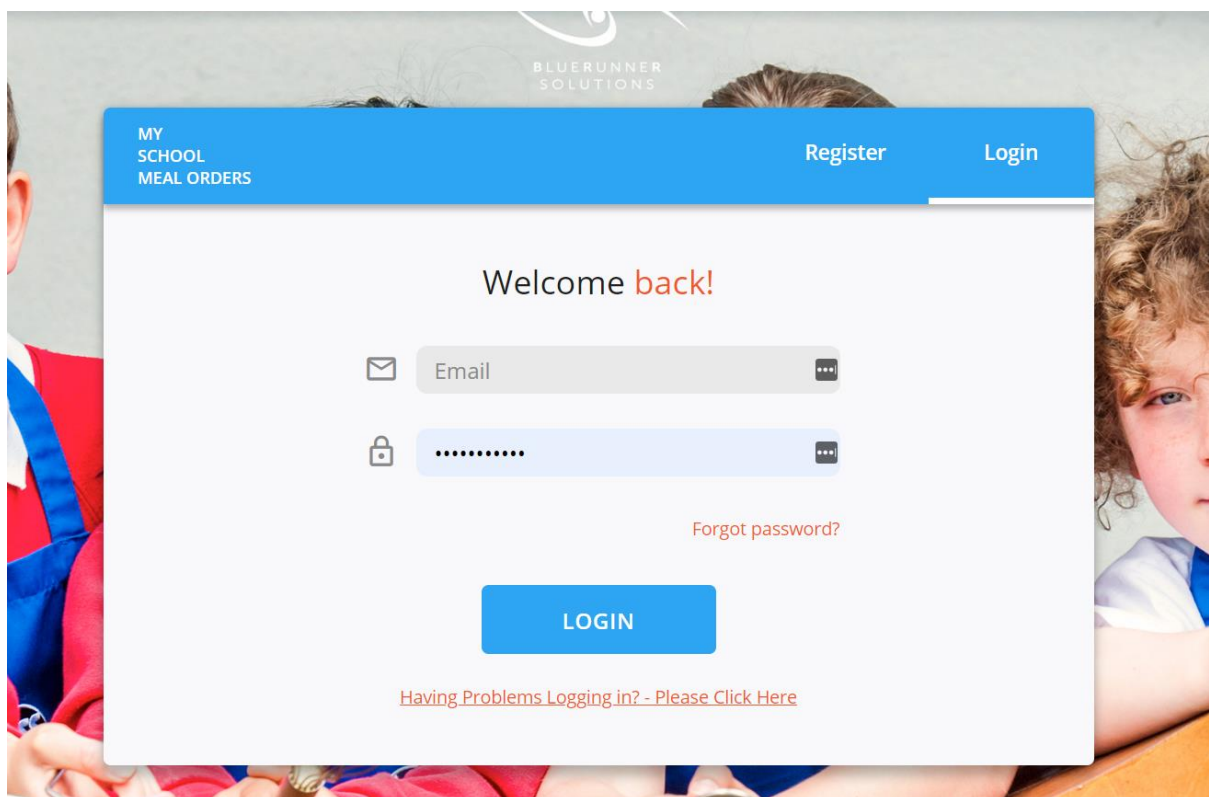 BLUERUNNER
SOLUTIONS
MY
SCHOOL
MEAL ORDERS
Register
Login
Welcome back!
Email
•••••••••••
Forgot password?
LOGIN
Having Problems Logging in? - Please Click Here